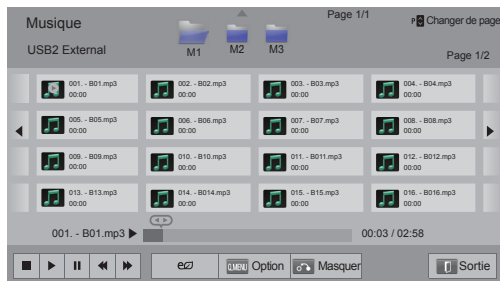 Musique
Page 1/1
P Changer de page
USB2 External
M1 M2 M3
Page 1/2
001. - B01.mp3
00:00
002. - B02.mp3
00:00
003. - B03.mp3
00:00
004. - B04.mp3
00:00
005. - B05.mp3
00:00
006. - B06.mp3
00:00
007. - B07.mp3
00:00
008. - B08.mp3
00:00
009. - B09.mp3
00:00
010. - B10.mp3
00:00
011. - B011.mp3
00:00
012. - B012.mp3
00:00
013. - B13.mp3
00:00
014. - B014.mp3
00:00
015. - B15.mp3
00:00
016. - B016.mp3
00:00
001. - B01.mp3
00:03 / 02:58
Q.MENU Option
Masquer
Sortie